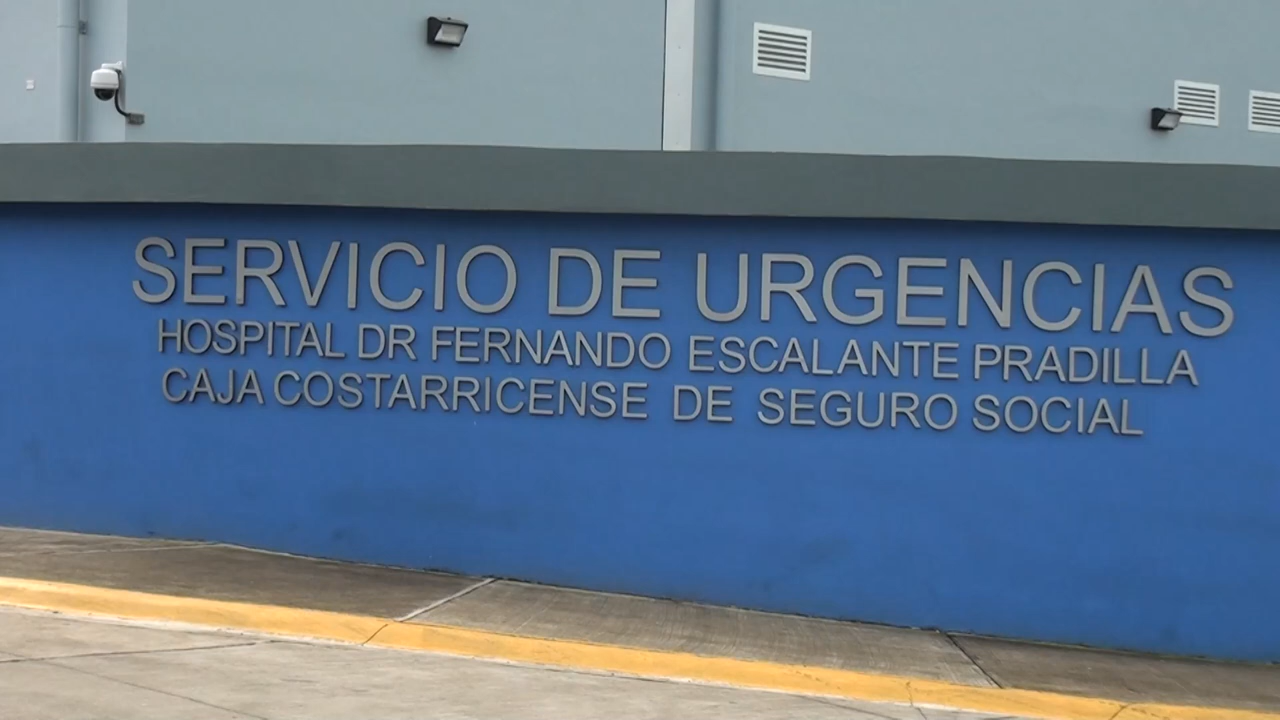 SERVICIO DE URGENCIAS
HOSPITAL DR FERNANDO ESCALANTE PRADILLA
CAJA COSTARRICENSE DE SEGURO SOCIAL